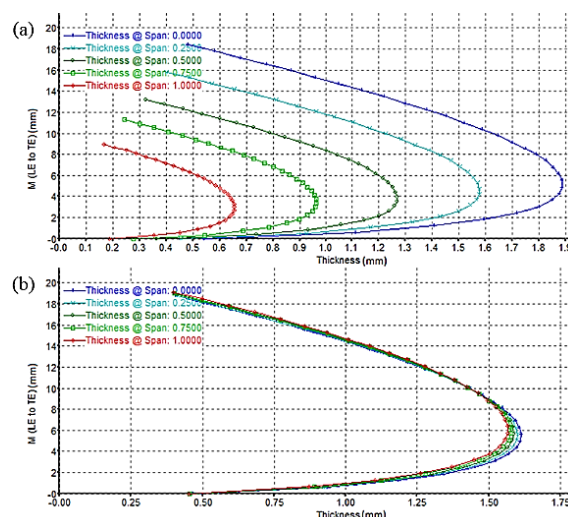 (a)
20
18
16
14
12
10
8
6
4
2
-0
M (LE to TE) (mm)
Thickness @ Span: 0.0000
Thickness @ Span: 0.2500
Thickness @ Span: 0.5000
Thickness @ Span: 0.7500
Thickness @ Span: 1.0000
0.0 0.1 0.2 0.3 0.4 0.5 0.6 0.7 0.8 0.9 1.0 1.1 1.2 1.3 1.4 1.5 1.6 1.7 1.8 1.9
Thickness (mm)
(b)
20
18
16
14
12
10
8
6
4
2
-0
M (LE to TE) (mm)
Thickness @ Span: 0.0000
Thickness @ Span: 0.2500
Thickness @ Span: 0.5000
Thickness @ Span: 0.7500
Thickness @ Span: 1.0000
0.00 0.25 0.50 0.75 1.00 1.25 1.50 1.75
Thickness (mm)